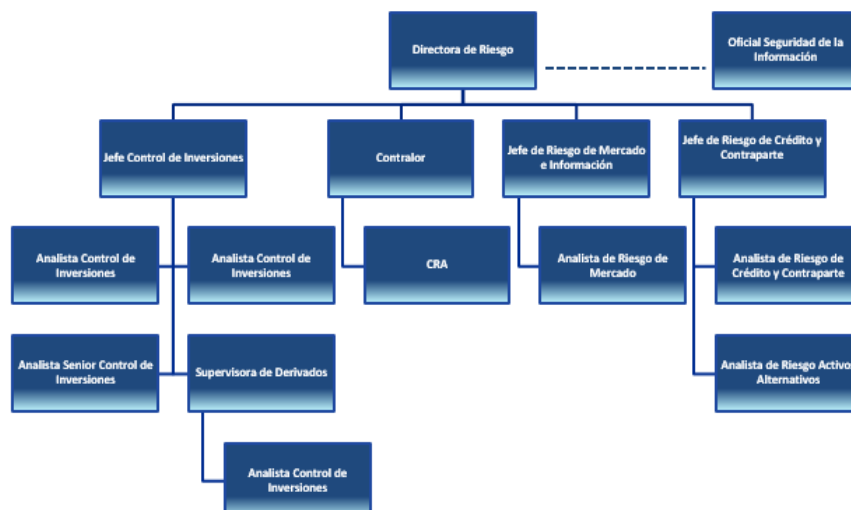 Directora de Riesgo
Oficial Seguridad de la
Información
Jefe Control de Inversiones
Contralor
Jefe de Riesgo de Mercado
e Información
Jefe de Riesgo de Crédito y
Contraparte
Analista Control de
Inversiones
Analista Control de
Inversiones
CRA
Analista de Riesgo de
Mercado
Analista de Riesgo de
Crédito y Contraparte
Analista Senior Control de
Inversiones
Supervisora de Derivados
Analista de Riesgo Activo
Alternativos
Analista Control de
Inversiones